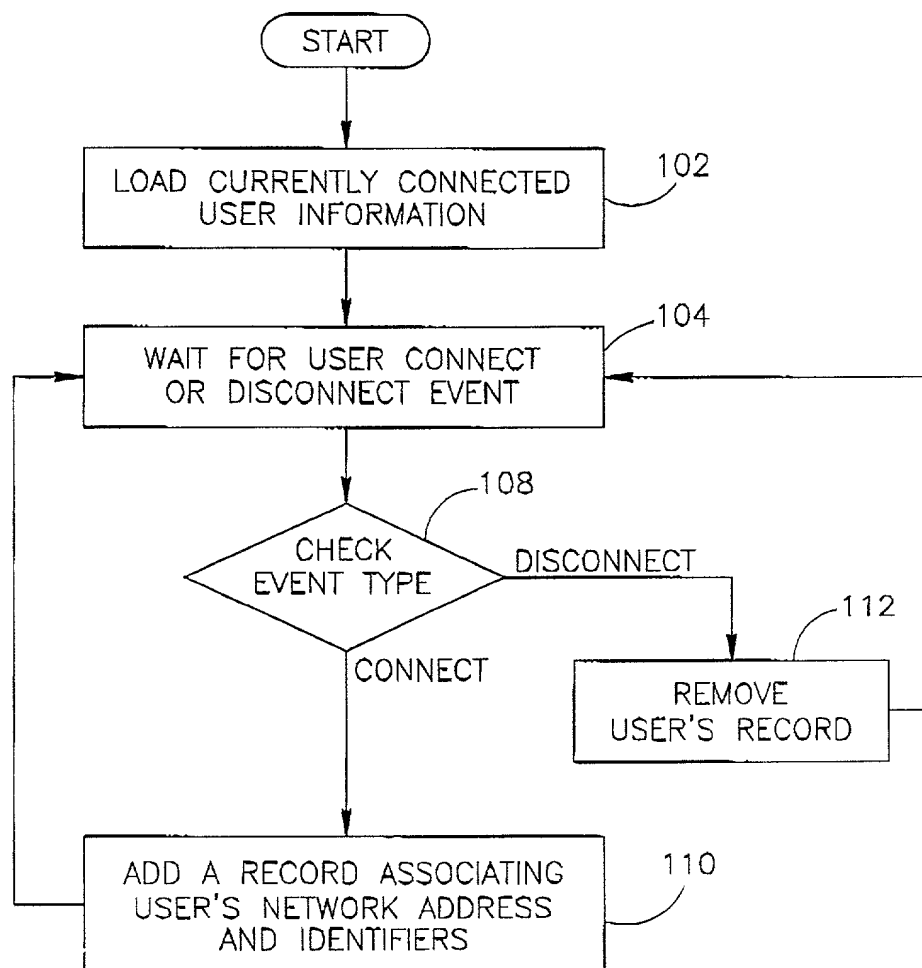 START
LOAD CURRENTLY CONNECTED
USER INFORMATION
102
WAIT FOR USER CONNECT
OR DISCONNECT EVENT
104
CHECK
EVENT TYPE
108
DISCONNECT
CONNECT
REMOVE
USER'S RECORD
112
ADD A RECORD ASSOCIATING
USER'S NETWORK ADDRESS
AND IDENTIFIERS
110